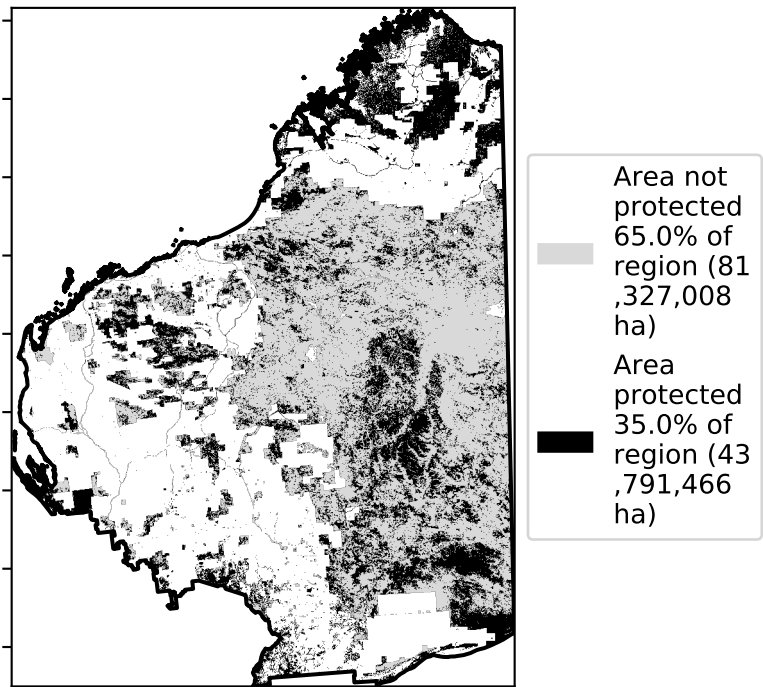 Area not
protected
65.0% of
region (81
,327,008
ha)
Area
protected
35.0% of
region (43
,791,466
ha)